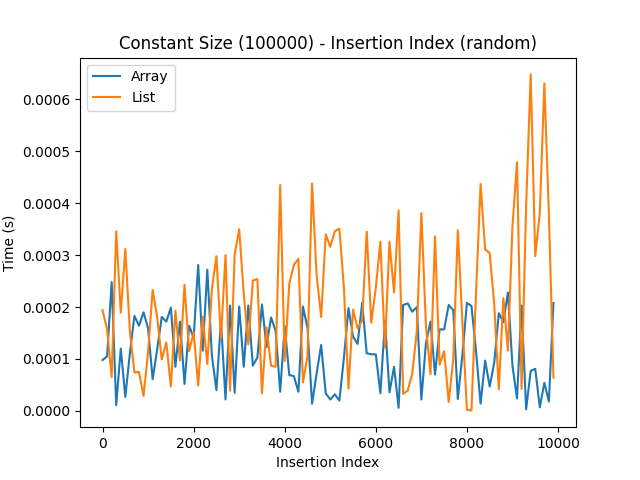 Constant Size (100000) - Insertion Index (random)
Array
List
0.0006
0.0005
0.0004
0.0003
0.0002
0.0001
0.0000
Time (s)
0 2000 4000 6000 8000 10000
Insertion Index